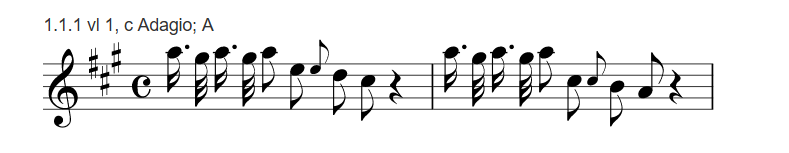 1.1.1 vl 1, c Adagio; A